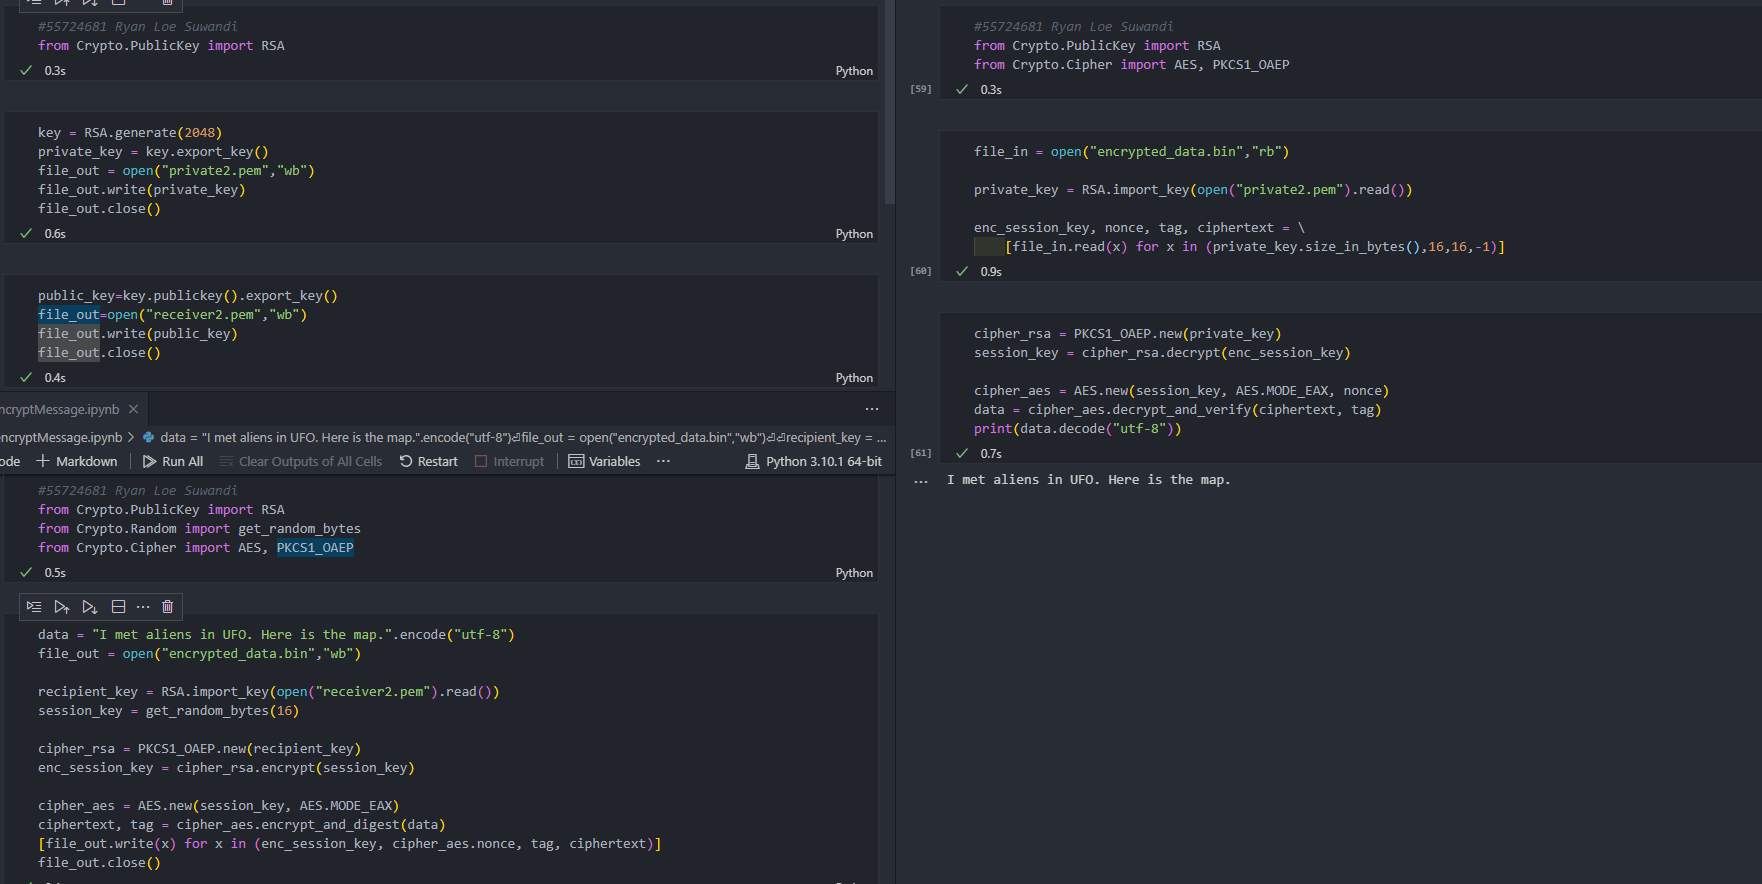 #55724681 Ryan Loe Suwandi
from Crypto.PublicKey import RSA
0.3s
Python
key = RSA.generate(2048)
private_key = key.export_key()
file_out = open("private2.pem","wb")
file_out.write(private_key)
file_out.close()
0.6s
Python
public_key=key.publickey().export_key()
file_out=open("receiver2.pem","wb")
file_out.write(public_key)
file_out.close()
0.4s
Python
ncryptMessage.ipynb
ncryptMessage.ipynb > data = "I met aliens in UFO. Here is the map.".encode("utf-8")⏎file_out = open("encrypted_data.bin","wb")⏎⏎recipient_key = ...
ode + Markdown Run All Clear Outputs of All Cells Restart Interrupt Variables ... Python 3.10.1 64-bit
#55724681 Ryan Loe Suwandi
from Crypto.PublicKey import RSA
from Crypto.Random import get_random_bytes
from Crypto.Cipher import AES, PKCS1_OAEP
0.5s
Python
data = "I met aliens in UFO. Here is the map.".encode("utf-8")
file_out = open("encrypted_data.bin","wb")
recipient_key = RSA.import_key(open("receiver2.pem").read())
session_key = get_random_bytes(16)
cipher_rsa = PKCS1_OAEP.new(recipient_key)
enc_session_key = cipher_rsa.encrypt(session_key)
cipher_aes = AES.new(session_key, AES.MODE_EAX)
ciphertext, tag = cipher_aes.encrypt_and_digest(data)
[file_out.write(x) for x in (enc_session_key, cipher_aes.nonce, tag, ciphertext)]
file_out.close()
#55724681 Ryan Loe Suwandi
from Crypto.PublicKey import RSA
from Crypto.Cipher import AES, PKCS1_OAEP
[59] 0.3s
file_in = open("encrypted_data.bin","rb")
private_key = RSA.import_key(open("private2.pem").read())
enc_session_key, nonce, tag, ciphertext = \
[file_in.read(x) for x in (private_key.size_in_bytes(),16,16,-1)]
[60] 0.9s
cipher_rsa = PKCS1_OAEP.new(private_key)
session_key = cipher_rsa.decrypt(enc_session_key)
cipher_aes = AES.new(session_key, AES.MODE_EAX, nonce)
data = cipher_aes.decrypt_and_verify(ciphertext, tag)
print(data.decode("utf-8"))
[61] 0.7s
... I met aliens in UFO. Here is the map.